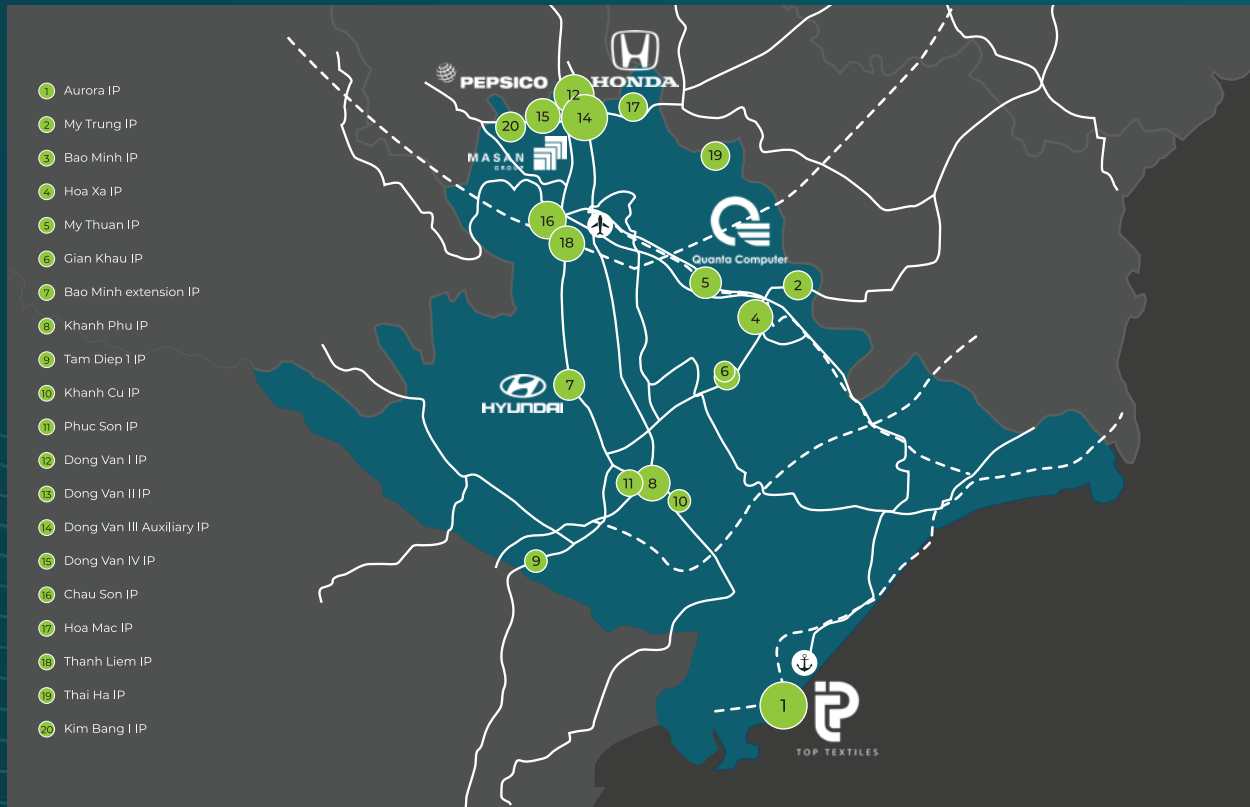 1 Aurora IP
2 My Trung IP
3 Bao Minh IP
4 Hoa Xa IP
5 My Thuan IP
6 Gian Khau IP
7 Bao Minh extension IP
8 Khanh Phu IP
9 Tam Diep 1 IP
10 Khanh Cu IP
11 Phuc Son IP
12 Dong Van I IP
13 Dong Van II IP
14 Dong Van III Auxiliary IP
15 Dong Van IV IP
16 Chau Son IP
17 Hoa Mac IP
18 Thanh Liem IP
19 Thai Ha IP
20 Kim Bang I IP
PEPSICO
HONDA
12
17
15
14
20
MASAN
GROUP
19
16
18
Quanta Computer
5
2
4
6
7
HYUNDAI
11
8
10
9
1
TOP TEXTILES